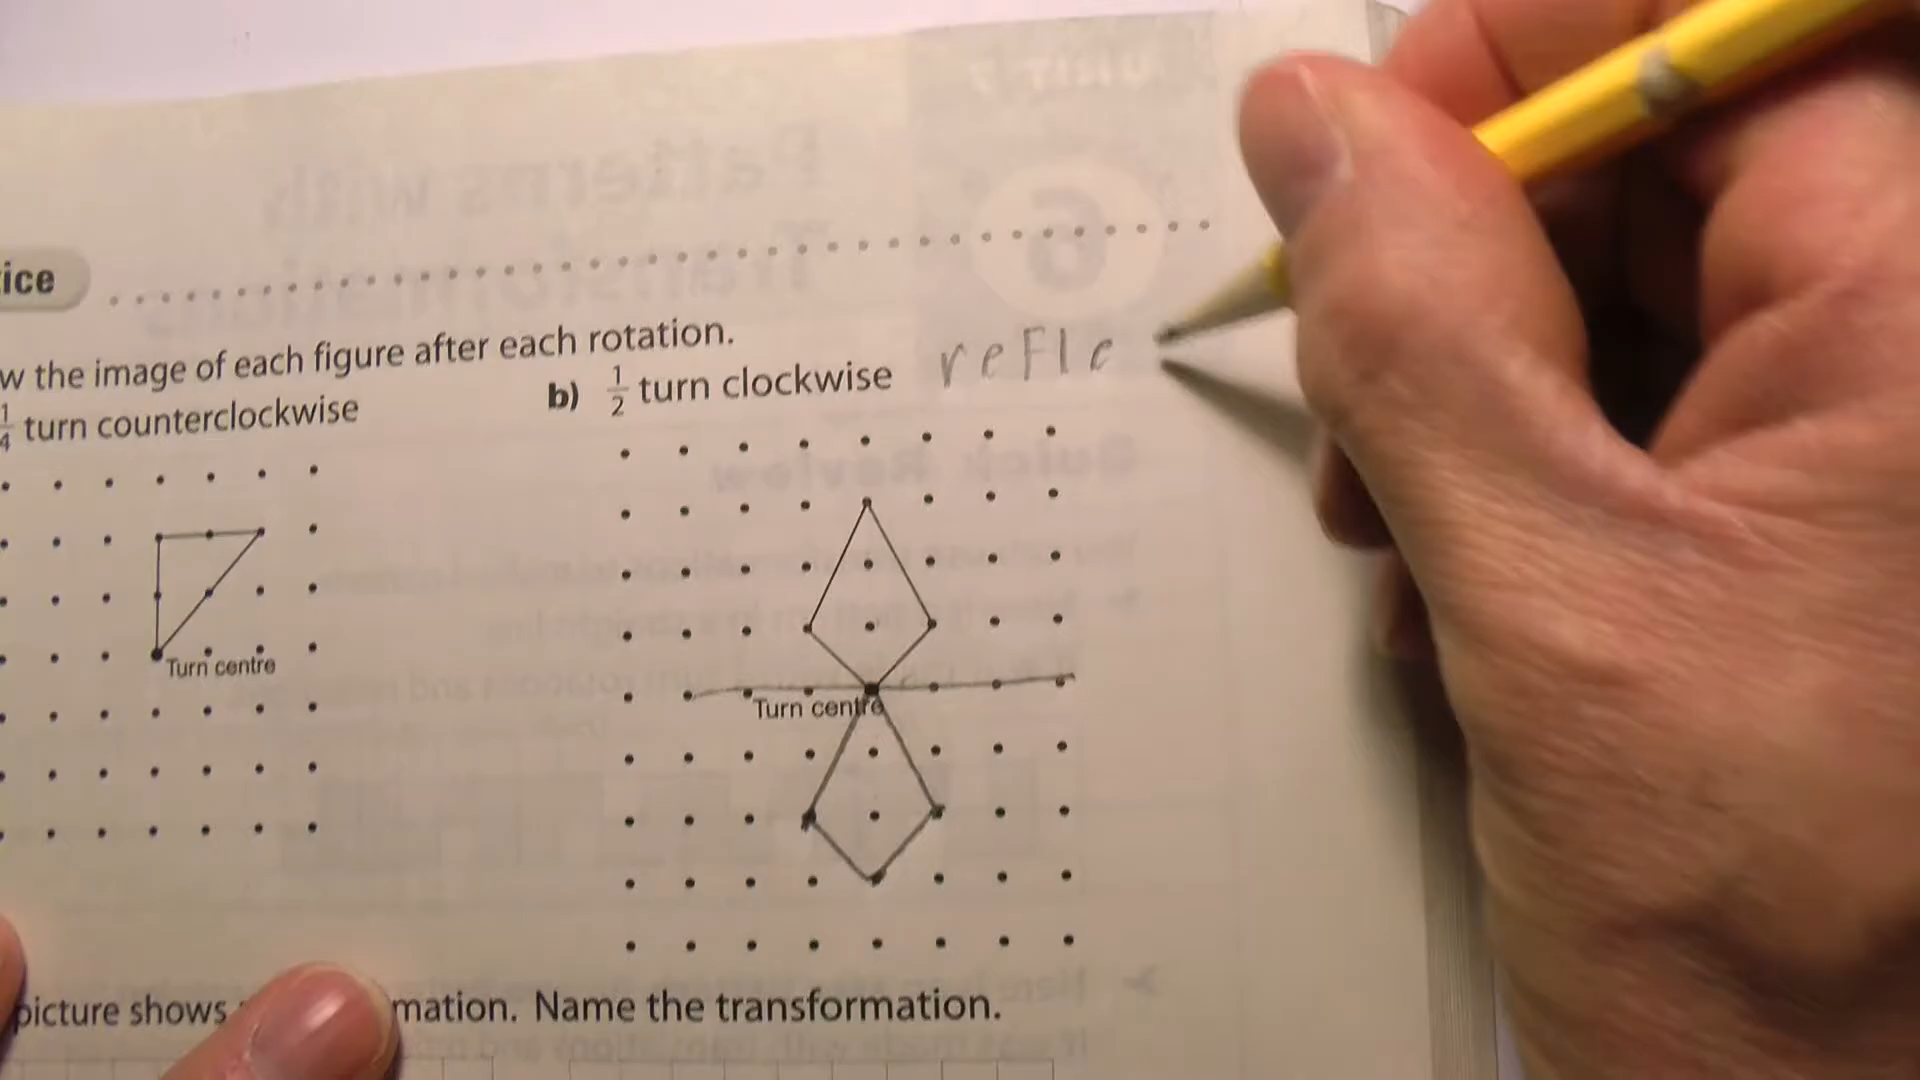 ice
w the image of each figure after each rotation.
1/4 turn counterclockwise
b) 1/2 turn clockwise
reFle
Turn centre
Turn centre
picture shows
mation. Name the transformation.